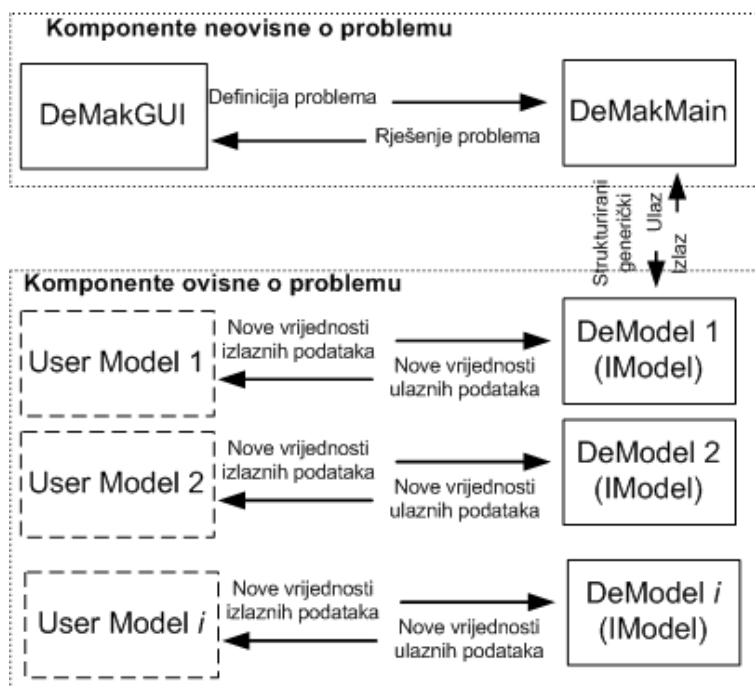 Komponente neovisne o problemu
DeMakGUI
Definicija problema
Rješenje problema
DeMakMain
Strukturirani
generički
Ulaz
Izlaz
Komponente ovisne o problemu
User Model 1
Nove vrijednosti
izlaznih podataka
Nove vrijednosti
ulaznih podataka
DeModel 1
(IModel)
User Model 2
Nove vrijednosti
izlaznih podataka
Nove vrijednosti
ulaznih podataka
DeModel 2
(IModel)
User Model i
Nove vrijednosti
izlaznih podataka
Nove vrijednosti
ulaznih podataka
DeModel i
(IModel)